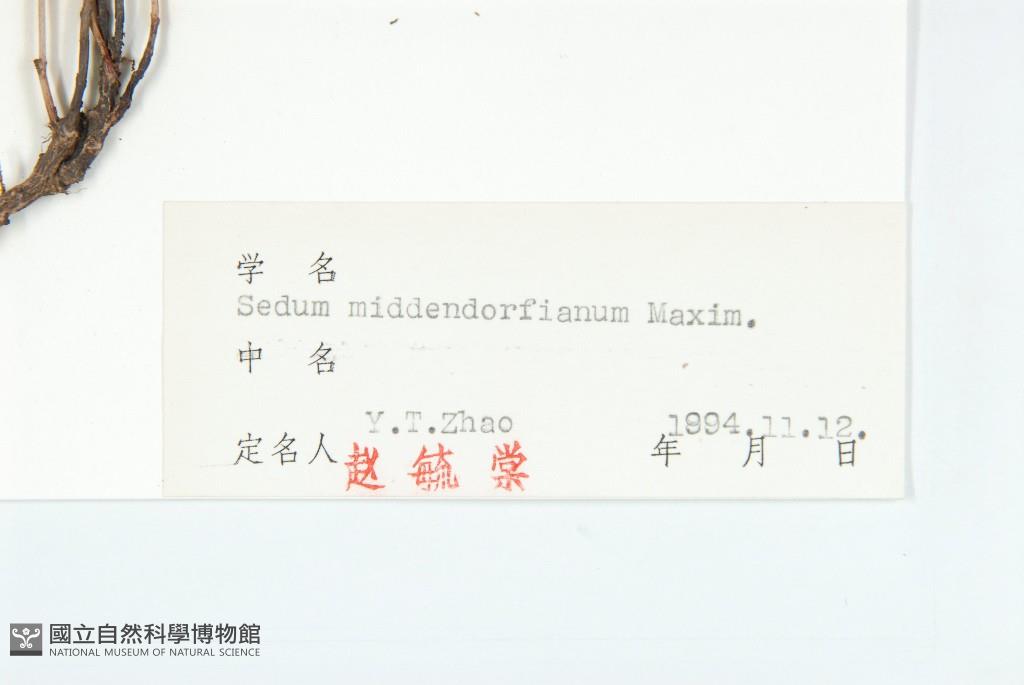 学 名
Sedum middendorfianum Maxim.
中 名
Y.T.Zhao 1994.11.12.
定名人 赵毓棠 年 月 日
國立自然科學博物館
NATIONAL MUSEUM OF NATURAL SCIENCE